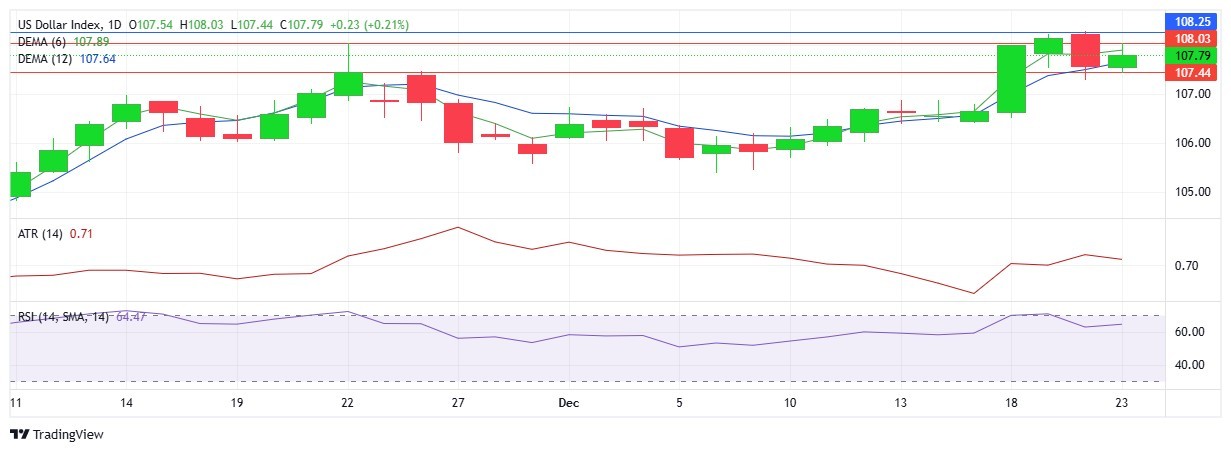 US Dollar Index, 1D O107.54 H108.03 L107.44 C107.79 +0.23 (+0.21%)
DEMA (6) 107.89
DEMA (12) 107.64
108.25
108.03
107.79
107.44
107.00
106.00
105.00
ATR (14) 0.71
0.70
RSI (14, SMA, 14) 64.47
60.00
40.00
11 14 19 22 27 Dec 5 10 13 18 23
TradingView